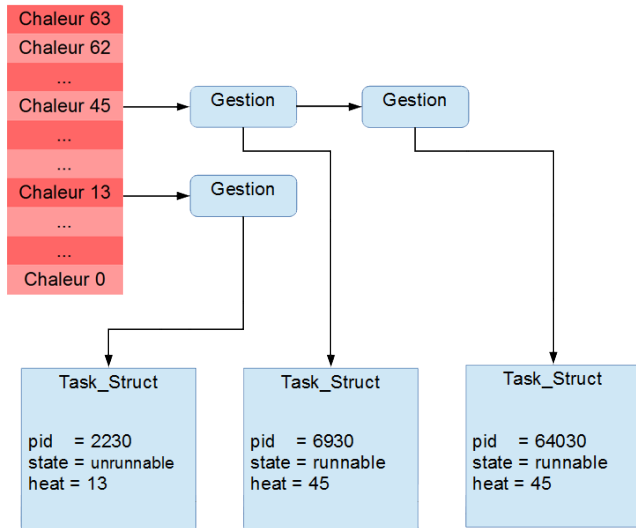 Chaleur 63
Chaleur 62
...
Chaleur 45
...
...
Chaleur 13
...
...
Chaleur 0
Gestion
Gestion
Gestion
Task_Struct
pid = 2230
state = unrunnable
heat = 13
Task_Struct
pid = 6930
state = runnable
heat = 45
Task_Struct
pid = 64030
state = runnable
heat = 45